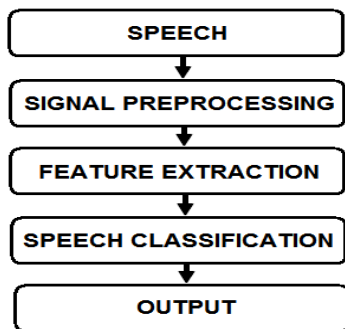 SPEECH
SIGNAL PREPROCESSING
FEATURE EXTRACTION
SPEECH CLASSIFICATION
OUTPUT